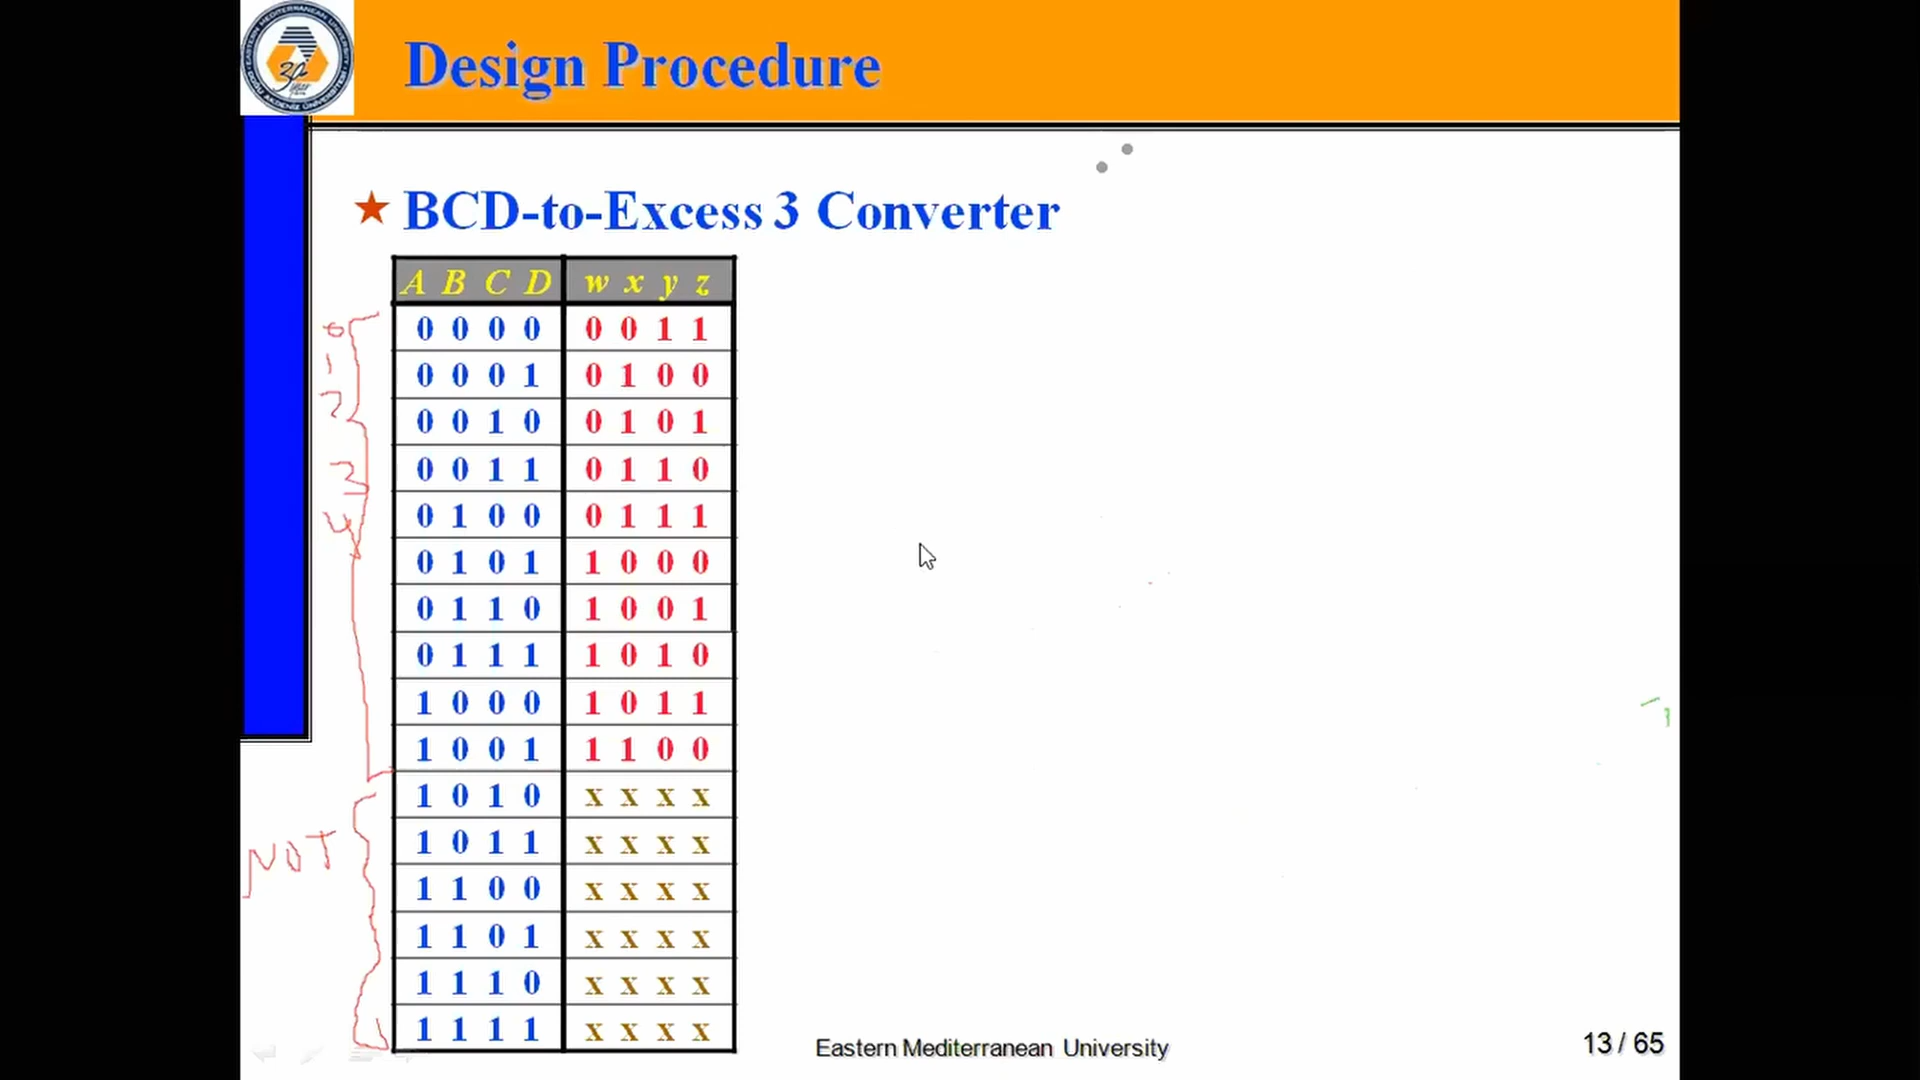 Design Procedure
BCD-to-Excess 3 Converter
A B C D w x y z
0 0 0 0 0 0 1 1
0 0 0 1 0 1 0 0
0 0 1 0 0 1 0 1
0 0 1 1 0 1 1 0
0 1 0 0 0 1 1 1
0 1 0 1 1 0 0 0
0 1 1 0 1 0 0 1
0 1 1 1 1 0 1 0
1 0 0 0 1 0 1 1
1 0 0 1 1 1 0 0
1 0 1 0 x x x x
1 0 1 1 x x x x
1 1 0 0 x x x x
1 1 0 1 x x x x
1 1 1 0 x x x x
1 1 1 1 x x x x
0
1
2
3
4
NOT
Eastern Mediterranean University
13 / 65